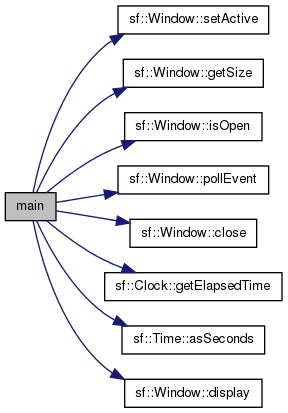 sf::Window::setActive
sf::Window::getSize
sf::Window::isOpen
main
sf::Window::pollEvent
sf::Window::close
sf::Clock::getElapsedTime
sf::Time::asSeconds
sf::Window::display